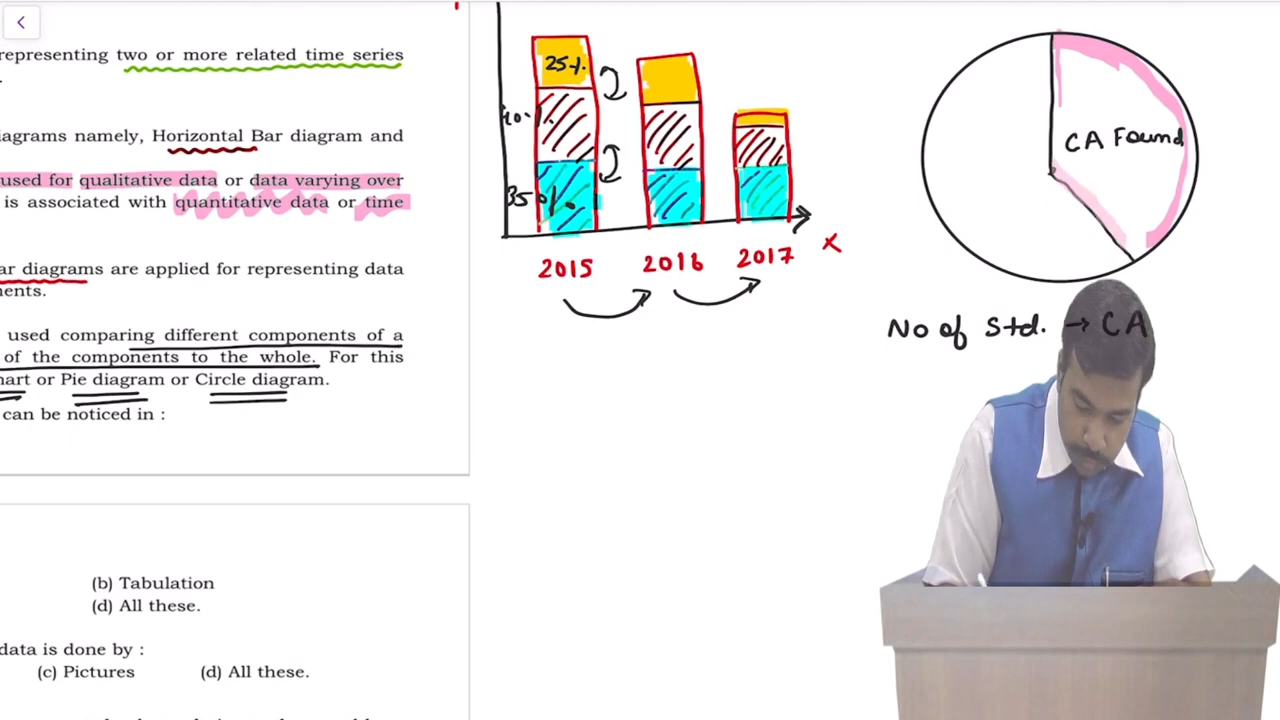 representing two or more related time series
iagrams namely, Horizontal Bar diagram and
used for qualitative data or data varying over
is associated with quantitative data or time
ar diagrams are applied for representing data
nents.
used comparing different components of a
of the components to the whole. For this
hart or Pie diagram or Circle diagram.
can be noticed in :
(b) Tabulation
(d) All these.
data is done by :
(c) Pictures (d) All these.
25%
40%
35%
2015 2016 2017 X
CA Found
No of Std. → CA